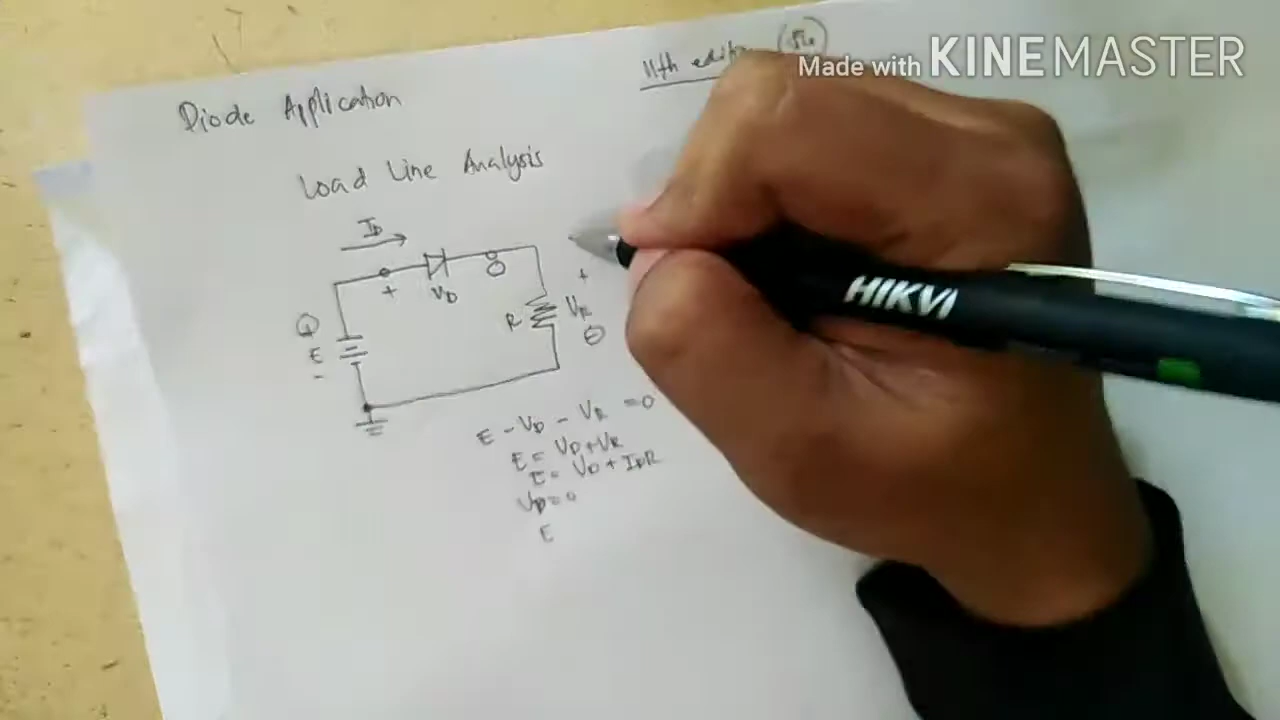 Made with KINEMASTER
11th
Diode Application
Load Line Analysis
ID
+ VD
E
-
R
+
VR
HIKVI
E - VD - VR = 0
E = VD + VR
E = VD + IDR
VD = 0
E